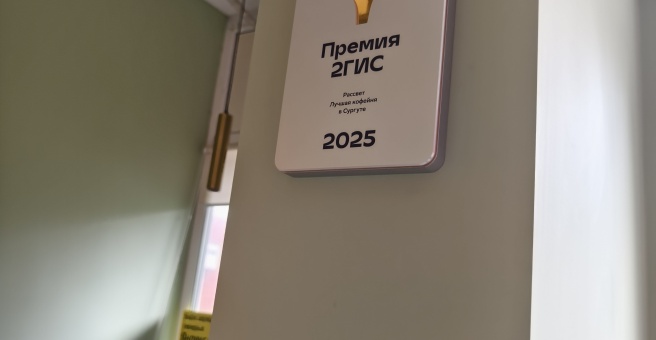 Премия
2ГИС
Рассвет
Лучшая кофейня
в Сургуте
2025